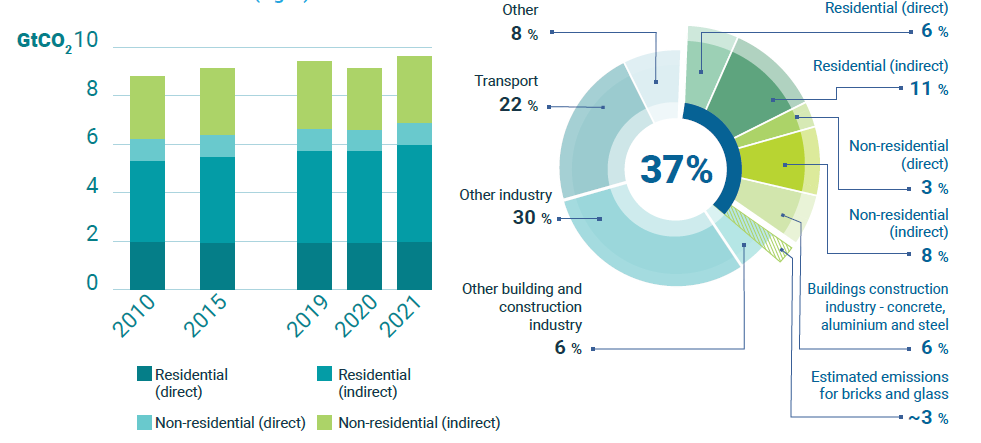 GtCO2 10
8
6
4
2
0
2010
2015
2019
2020
2021
Residential
(direct)
Residential
(indirect)
Non-residential (direct)
Non-residential (indirect)
37%
Other
8 %
Transport
22 %
Other industry
30 %
Other building and
construction
industry
6 %
Residential (direct)
6 %
Residential (indirect)
11 %
Non-residential
(direct)
3 %
Non-residential
(indirect)
8 %
Buildings construction
industry - concrete,
aluminium and steel
6 %
Estimated emissions
for bricks and glass
~3 %